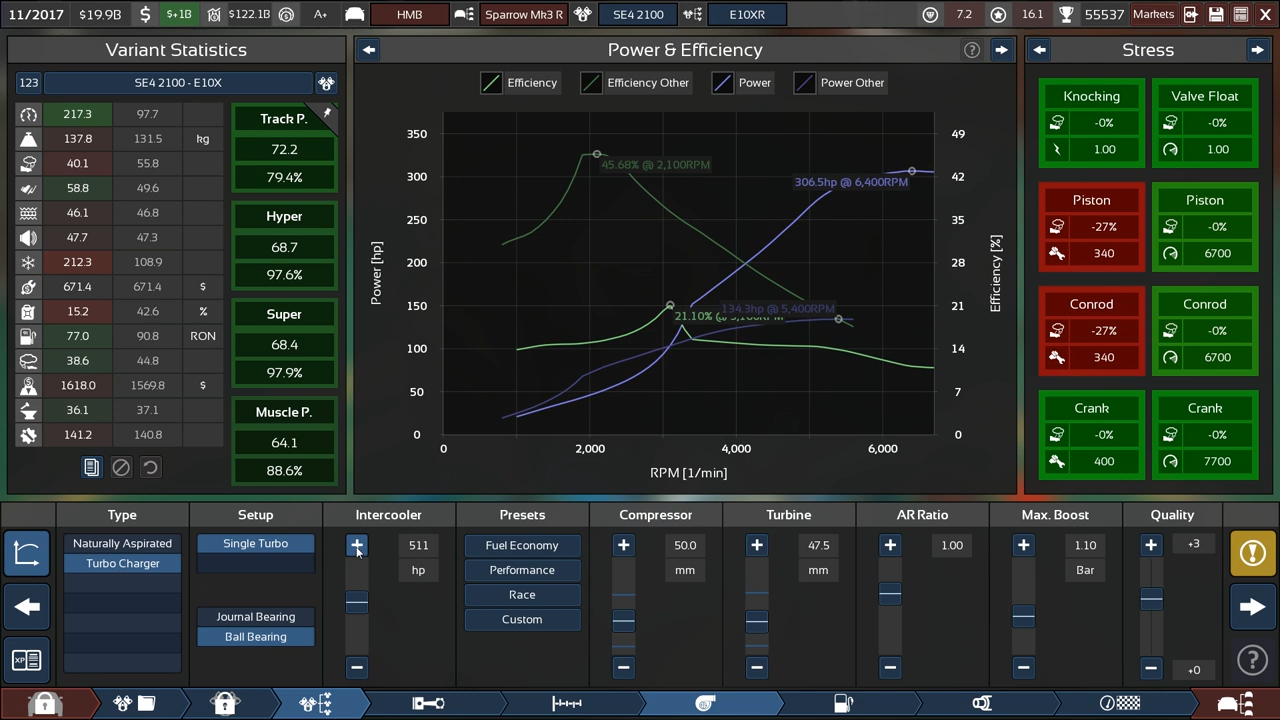 11/2017 $19.9B $+1B $122.1B A+ HMB Sparrow Mk3 R SE4 2100 E10XR 7.2 16.1 55537 Markets
Variant Statistics
123 SE4 2100 - E10X
217.3 97.7
137.8 131.5 kg
40.1 55.8
58.8 49.6
46.1 46.8
47.7 47.3
212.3 108.9
671.4 671.4 $
15.2 42.6 %
77.0 90.8 RON
38.6 44.8
1618.0 1569.8 $
36.1 37.1
141.2 140.8
Track P.
72.2
79.4%
Hyper
68.7
97.6%
Super
68.4
97.9%
Muscle P.
64.1
88.6%
Power & Efficiency
?
Efficiency Efficiency Other Power Power Other
350 49
300 42
250 35
200 28
150 21
100 14
50 7
0 0
Power [hp]
Efficiency [%]
45.68% @ 2,100RPM
306.5hp @ 6,400RPM
134.3hp @ 5,400RPM
21.10% @ 3,100RPM
0 2,000 4,000 6,000
RPM [1/min]
Stress
Knocking
-0%
1.00
Valve Float
-0%
1.00
Piston
-27%
340
Piston
-0%
6700
Conrod
-27%
340
Conrod
-0%
6700
Crank
-0%
400
Crank
-0%
7700
Type
Naturally Aspirated
Turbo Charger
Setup
Single Turbo
Journal Bearing
Ball Bearing
Intercooler
511
hp
Presets
Fuel Economy
Performance
Race
Custom
Compressor
50.0
mm
Turbine
47.5
mm
AR Ratio
1.00
Max. Boost
1.10
Bar
Quality
+3
+0
XP
?